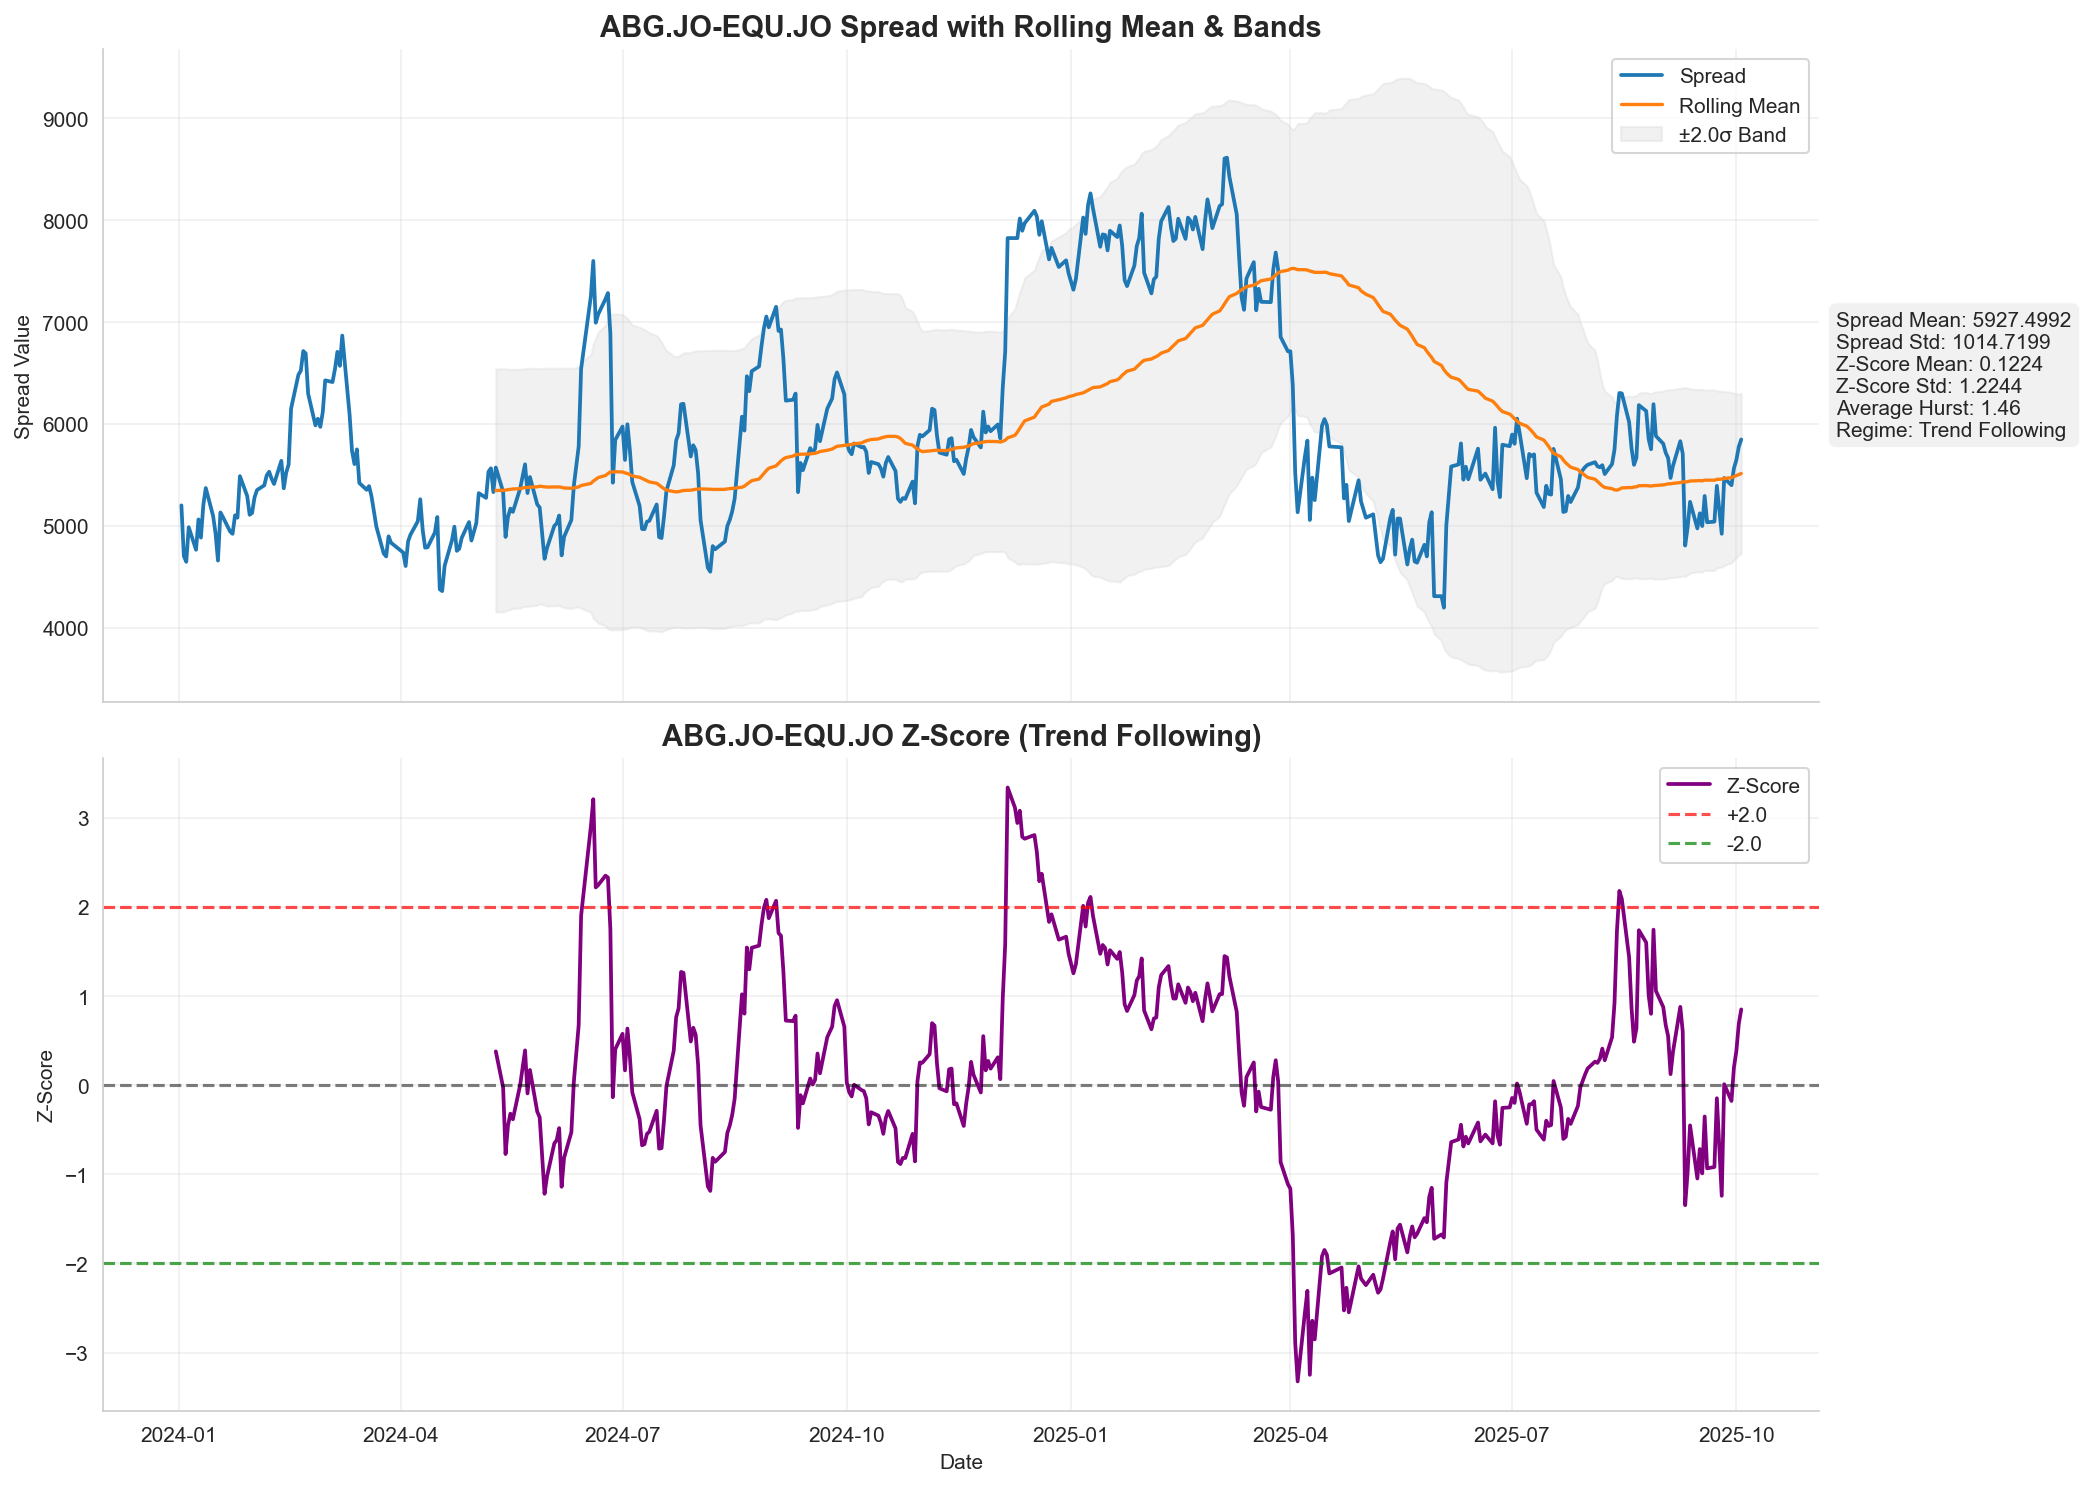 ABG.JO-EQU.JO Spread with Rolling Mean & Bands
Spread Value
9000
8000
7000
6000
5000
4000
Spread
Rolling Mean
±2.0σ Band
Spread Mean: 5927.4992
Spread Std: 1014.7199
Z-Score Mean: 0.1224
Z-Score Std: 1.2244
Average Hurst: 1.46
Regime: Trend Following
ABG.JO-EQU.JO Z-Score (Trend Following)
Z-Score
3
2
1
0
−1
−2
−3
Z-Score
+2.0
-2.0
2024-01
2024-04
2024-07
2024-10
2025-01
2025-04
2025-07
2025-10
Date